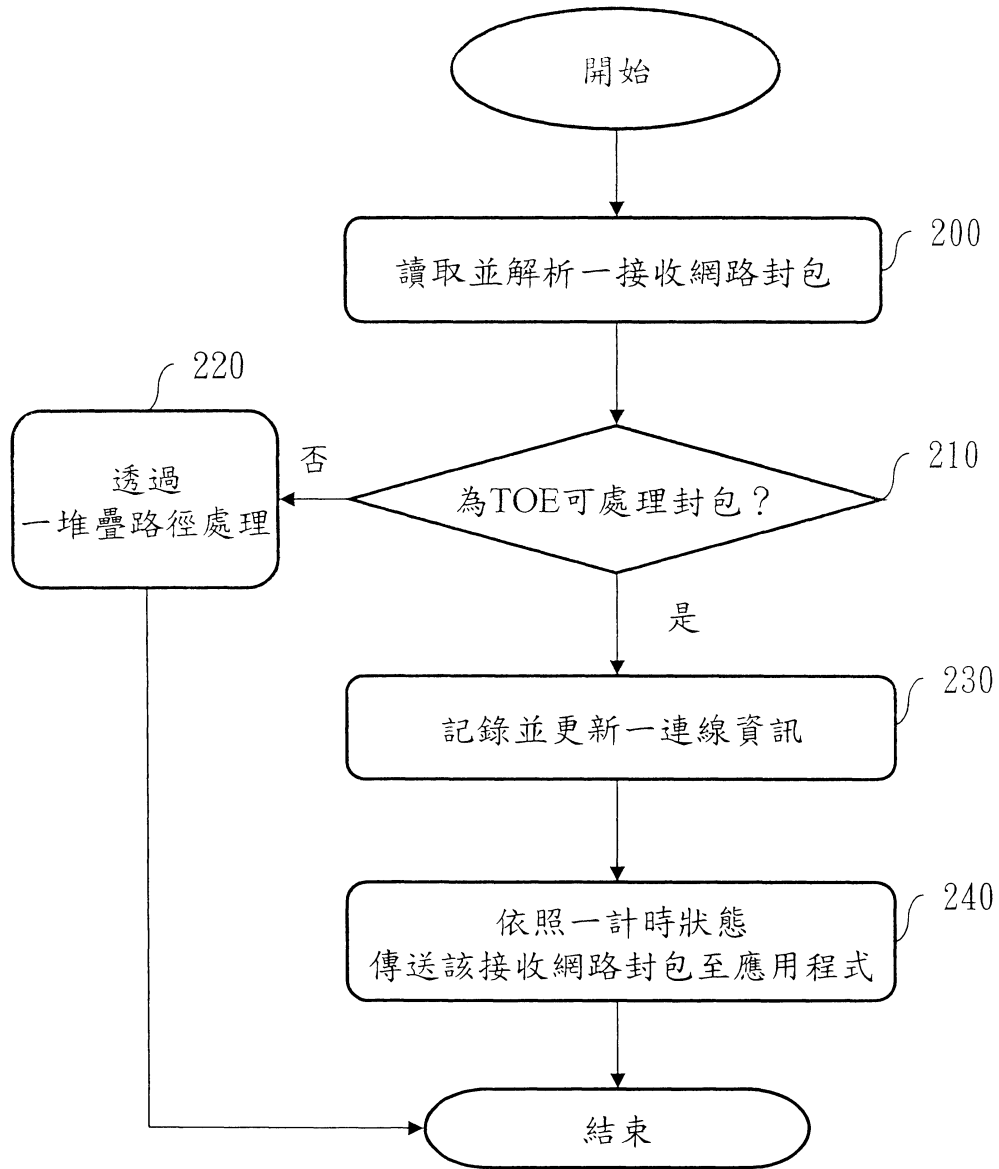 開始
200
讀取並解析一接收網路封包
220
透過
一堆疊路徑處理
否
210
為TOE可處理封包？
是
230
記錄並更新一連線資訊
240
依照一計時狀態
傳送該接收網路封包至應用程式
結束